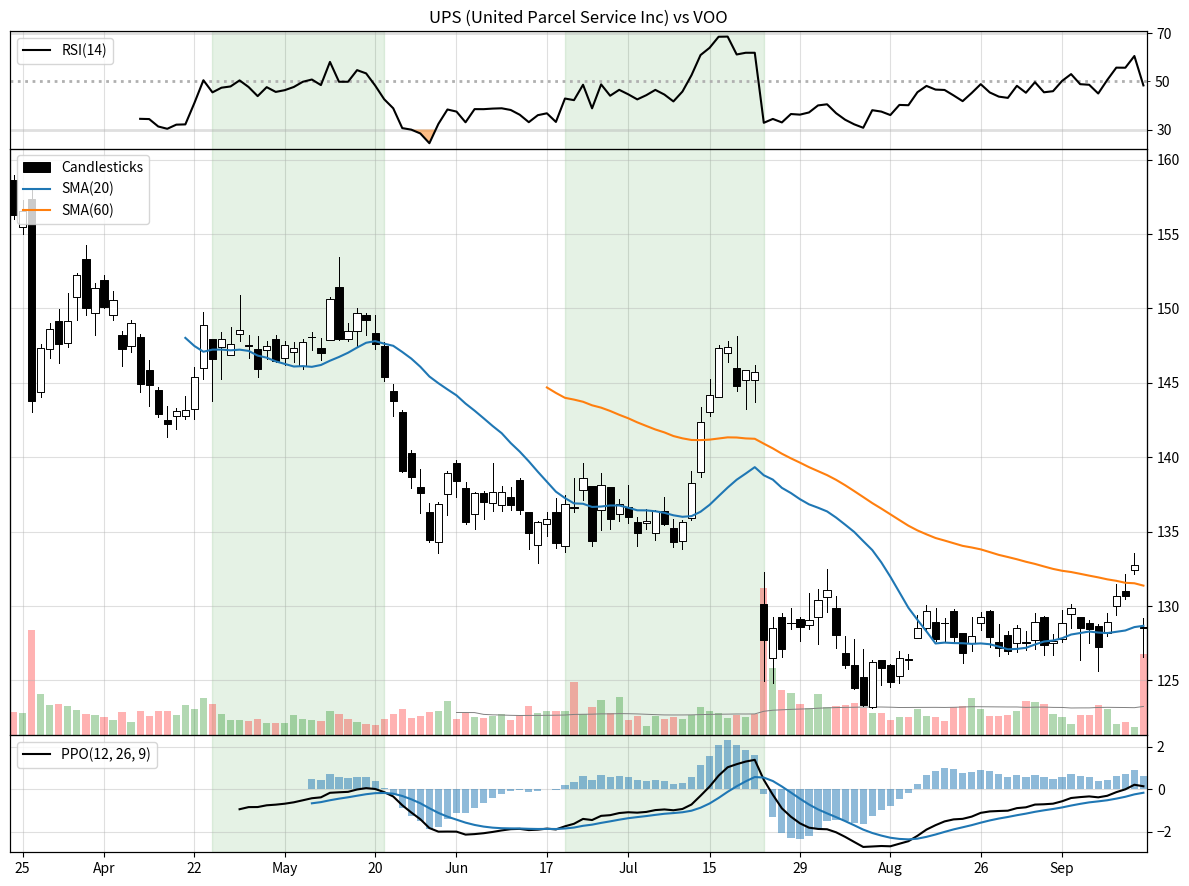 UPS (United Parcel Service Inc) vs VOO
RSI(14)
70
50
30
Candlesticks
SMA(20)
SMA(60)
160
155
150
145
140
135
130
125
PPO(12, 26, 9)
2
0
−2
25 Apr 22 May 20 Jun 17 Jul 15 29 Aug 26 Sep